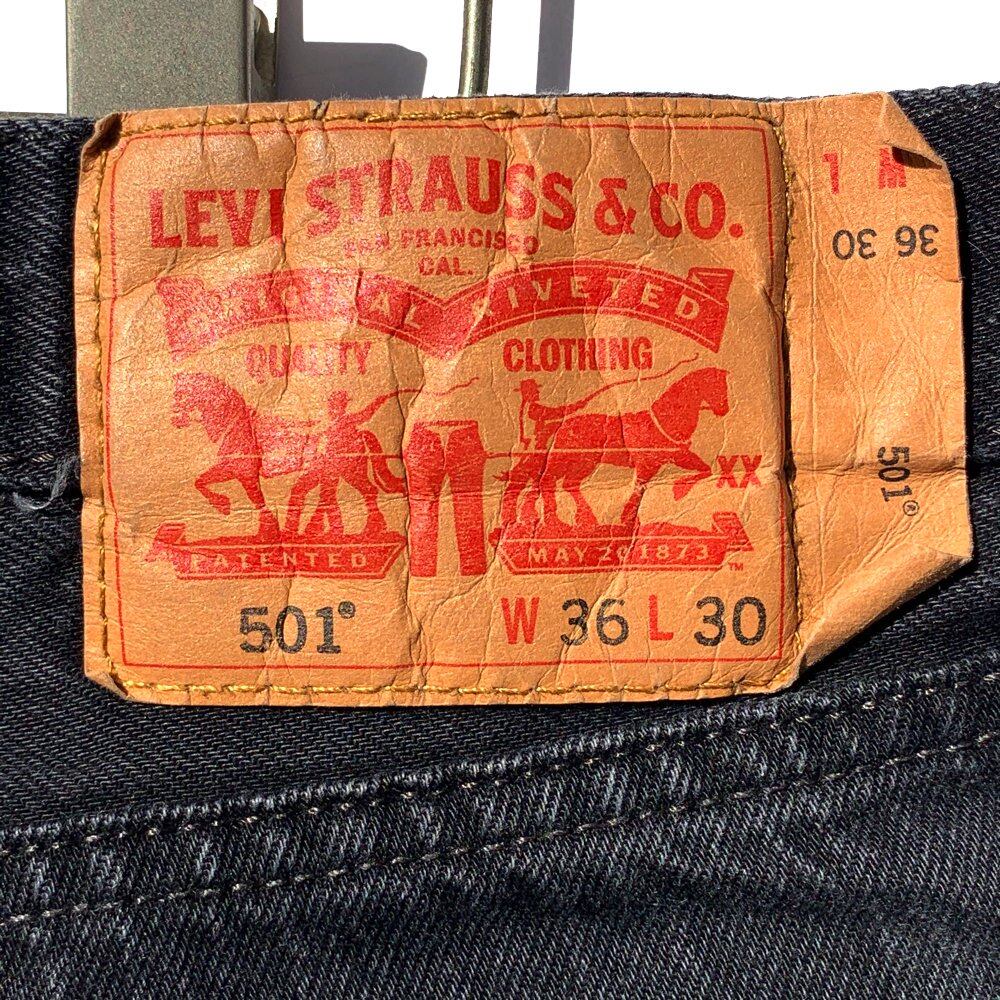 LEVI STRAUSS & CO.
SAN FRANCISCO
CAL.
ORIGINAL RIVETED
QUALITY CLOTHING
XX
PATENTED MAY 20 1873 ™
501® W 36 L 30
W L
36 30
501®